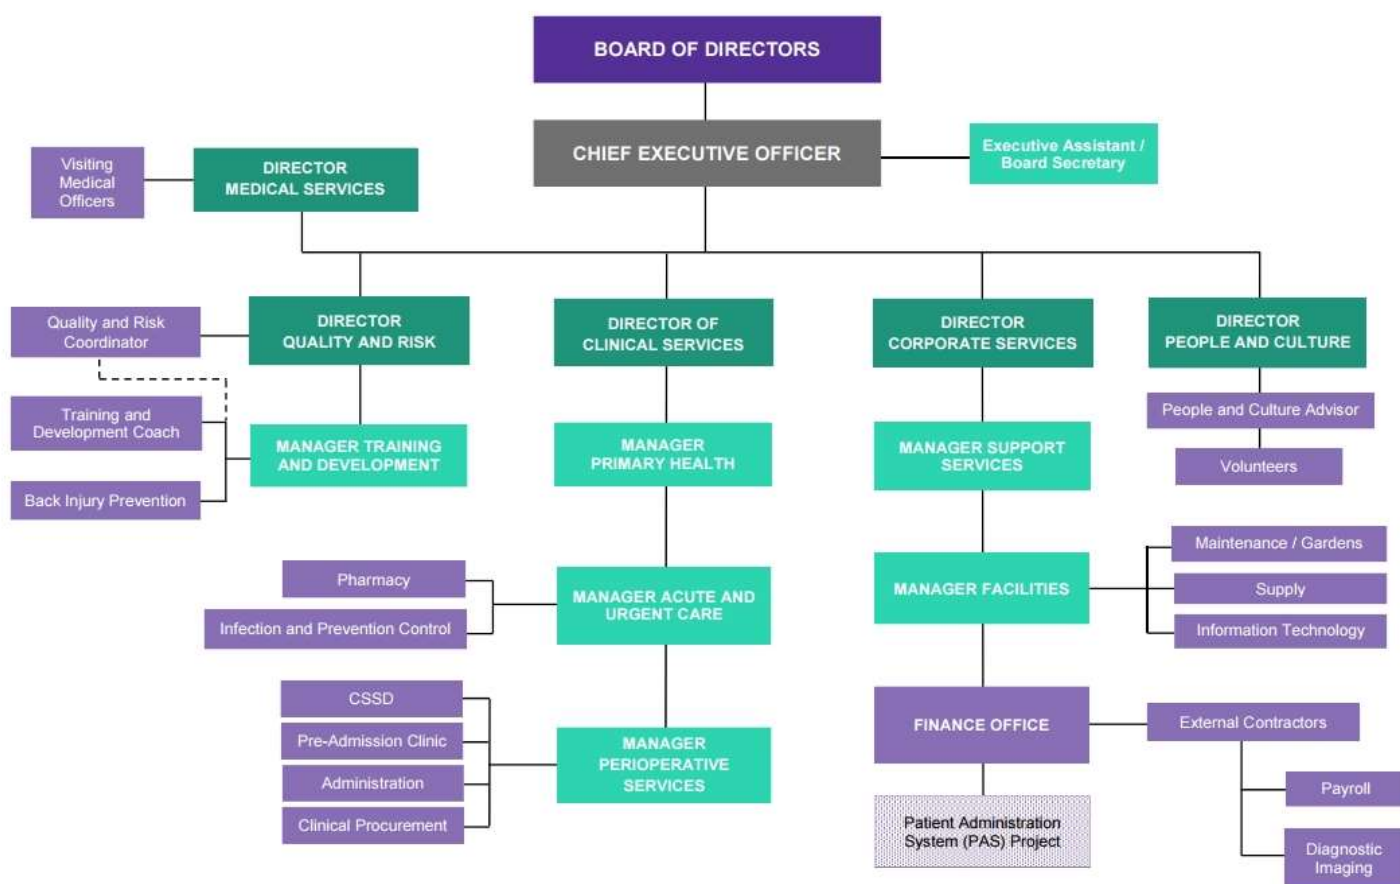 BOARD OF DIRECTORS
CHIEF EXECUTIVE OFFICER
Executive Assistant /
Board Secretary
Visiting
Medical
Officers
DIRECTOR
MEDICAL SERVICES
Quality and Risk
Coordinator
DIRECTOR
QUALITY AND RISK
DIRECTOR OF
CLINICAL SERVICES
DIRECTOR
CORPORATE SERVICES
DIRECTOR
PEOPLE AND CULTURE
Training and
Development Coach
MANAGER TRAINING
AND DEVELOPMENT
Back Injury Prevention
MANAGER
PRIMARY HEALTH
MANAGER SUPPORT
SERVICES
People and Culture Advisor
Volunteers
Pharmacy
Infection and Prevention Control
MANAGER ACUTE AND
URGENT CARE
MANAGER FACILITIES
Maintenance / Gardens
Supply
Information Technology
CSSD
Pre-Admission Clinic
Administration
Clinical Procurement
MANAGER
PERIOPERATIVE
SERVICES
FINANCE OFFICE
External Contractors
Patient Administration
System (PAS) Project
Payroll
Diagnostic
Imaging